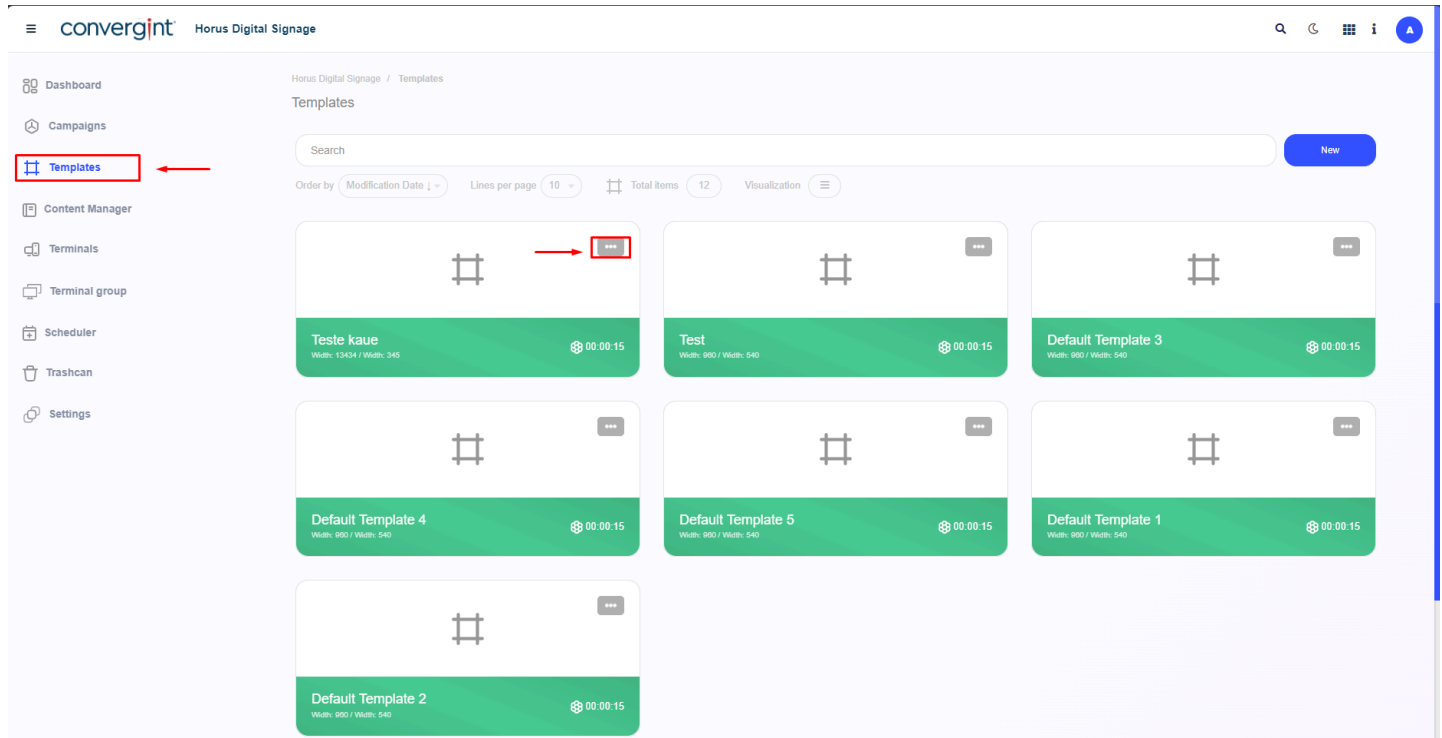 convergint Horus Digital Signage
i A
Dashboard
Campaigns
Templates
Content Manager
Terminals
Terminal group
Scheduler
Trashcan
Settings
Horus Digital Signage / Templates
Templates
Search
New
Order by Modification Date ↓ Lines per page 10 Total items 12 Visualization
Teste kaue 00:00:15
Width: 13434 / Width: 345
Test 00:00:15
Width: 960 / Width: 540
Default Template 3 00:00:15
Width: 960 / Width: 540
Default Template 4 00:00:15
Width: 960 / Width: 540
Default Template 5 00:00:15
Width: 960 / Width: 540
Default Template 1 00:00:15
Width: 960 / Width: 540
Default Template 2 00:00:15
Width: 960 / Width: 540